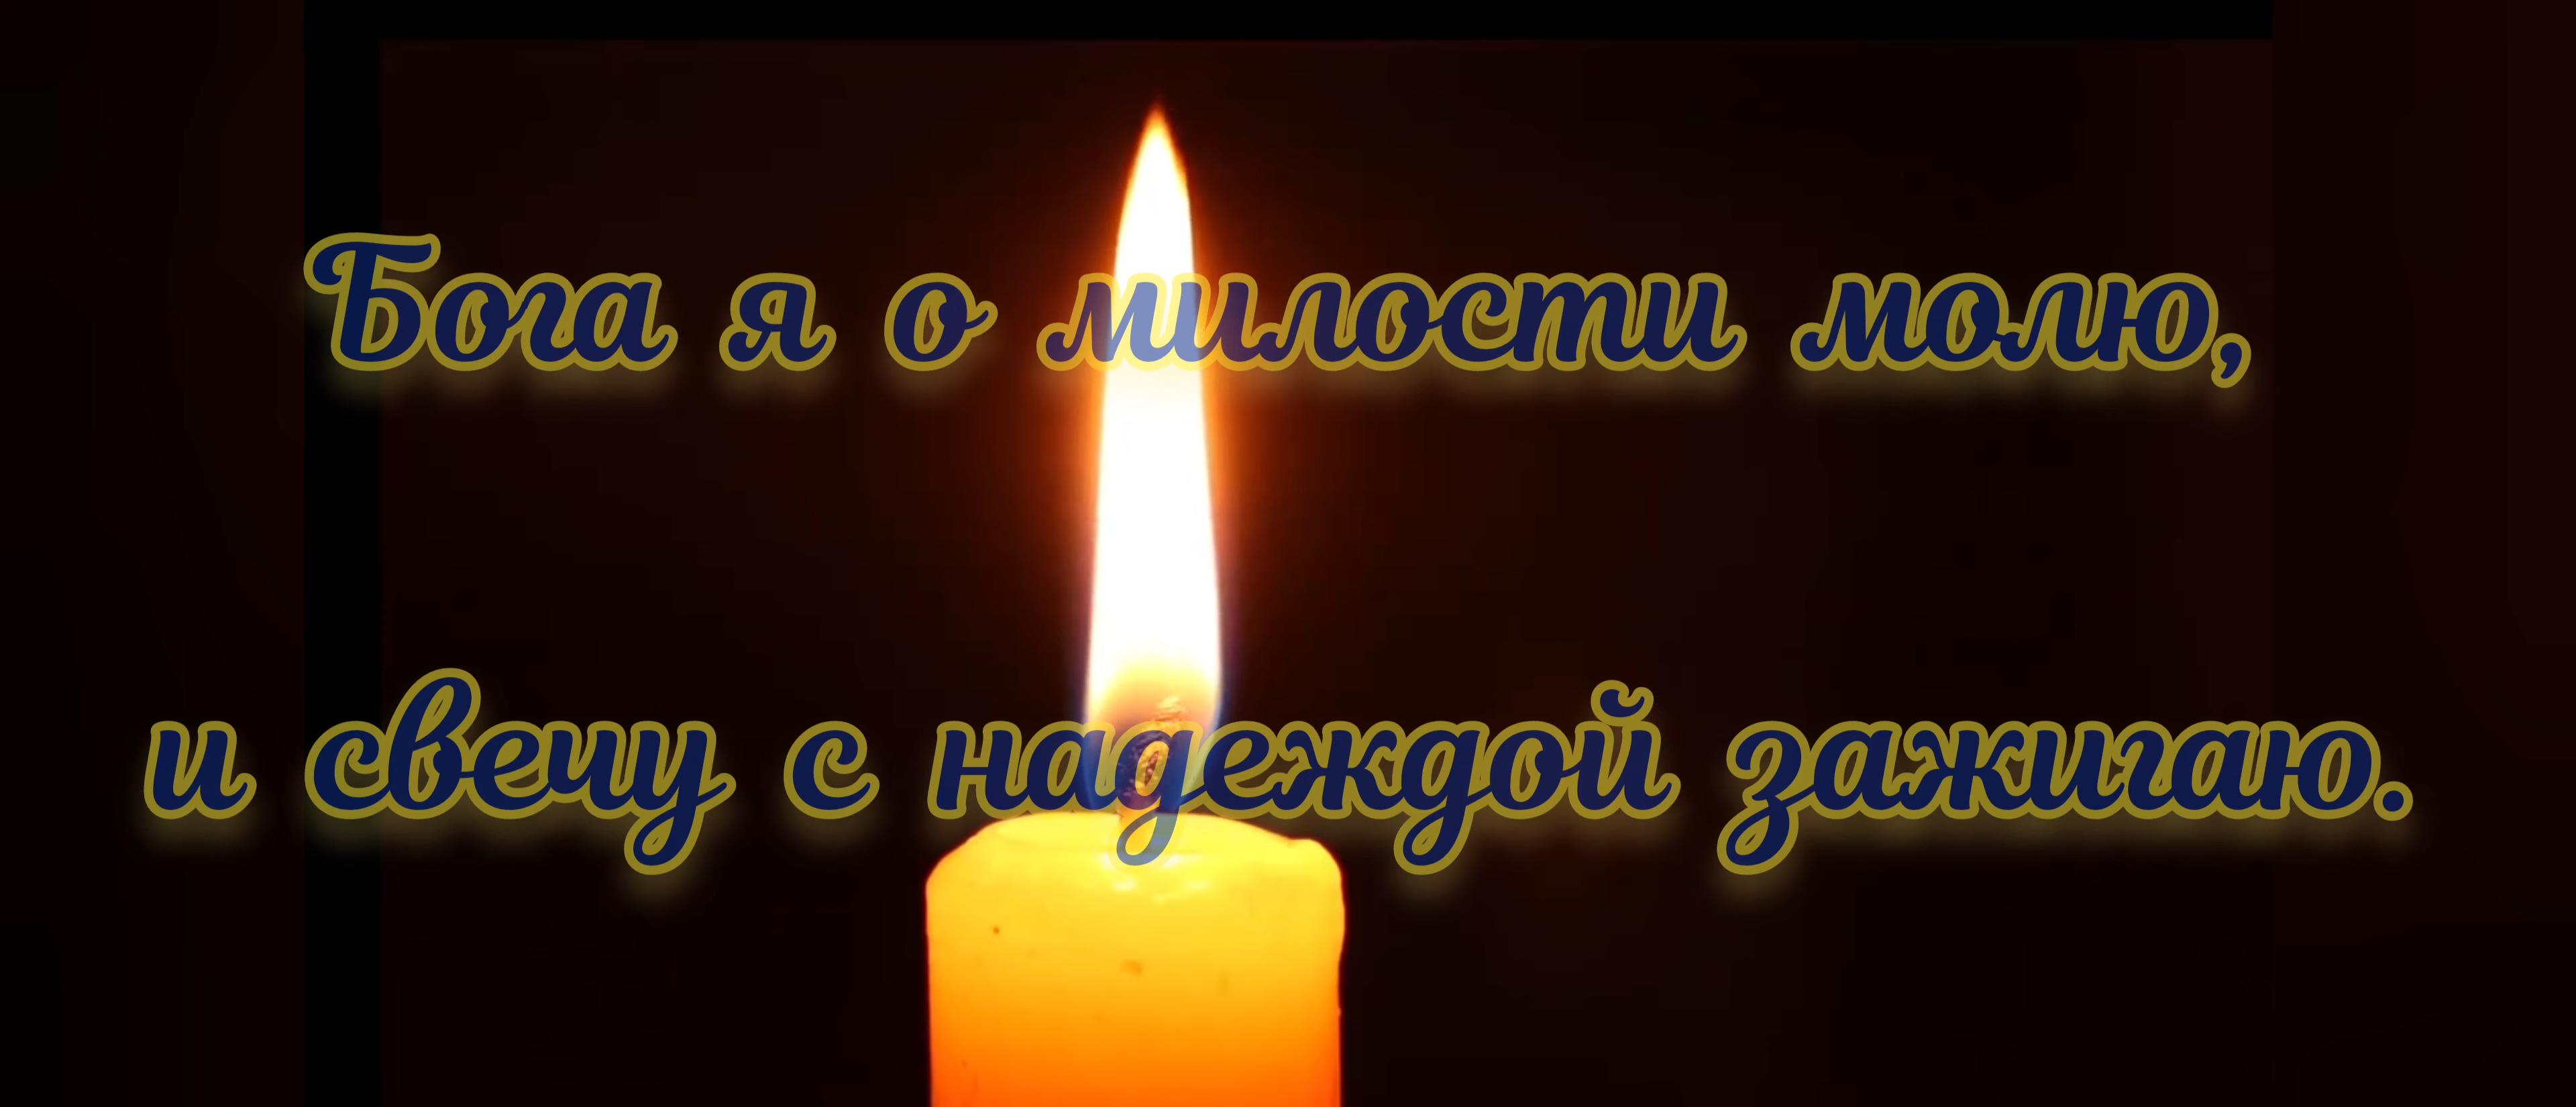 Бога я о милости молю,
и свечу с надеждой зажигаю.